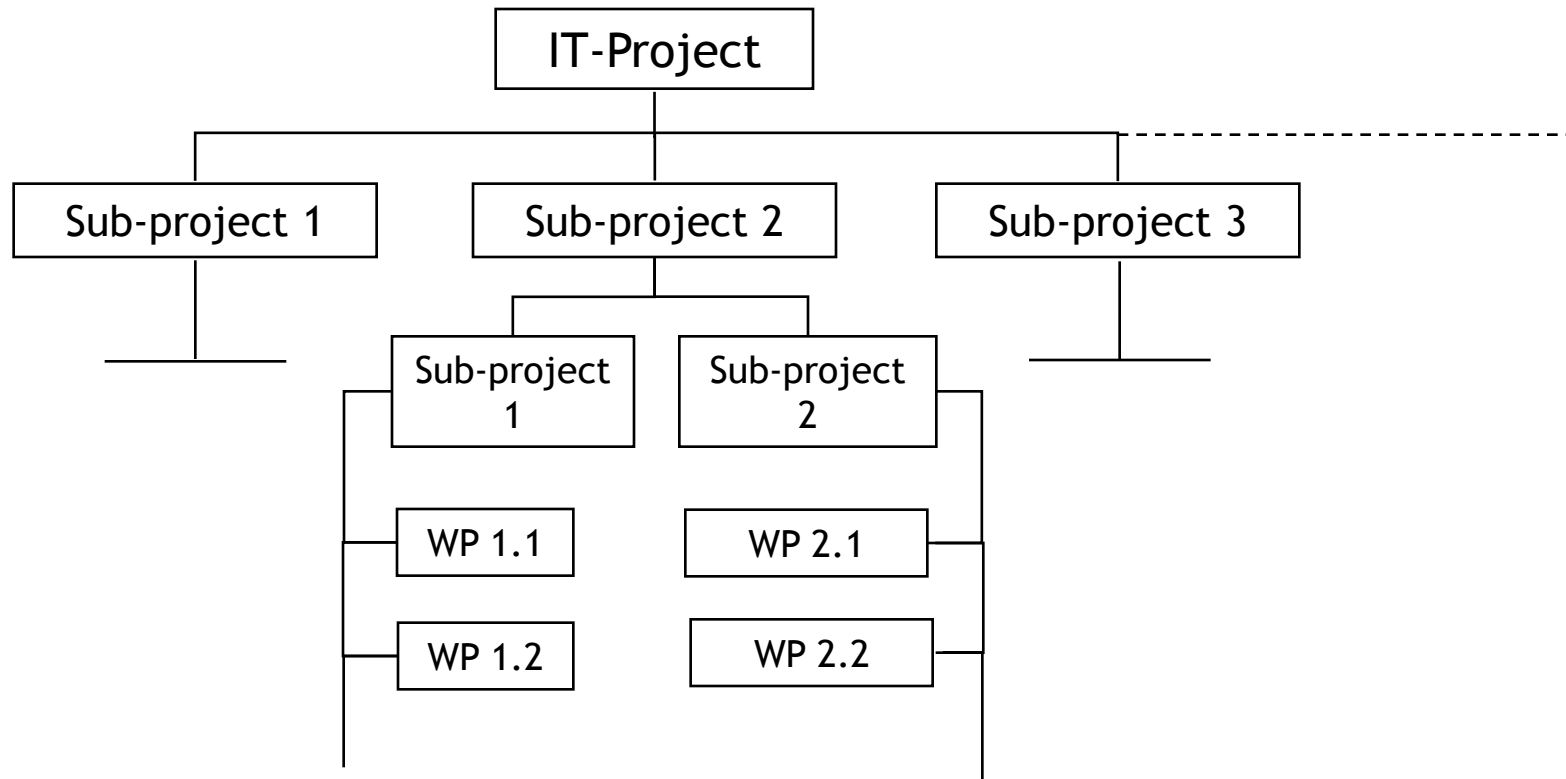 IT-Project
Sub-project 1
Sub-project 2
Sub-project 3
Sub-project
1
Sub-project
2
WP 1.1
WP 2.1
WP 1.2
WP 2.2